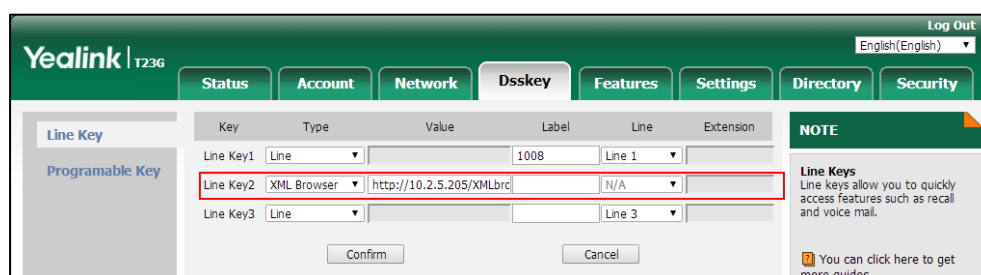 Log Out
Yealink T23G
English(English)
Status Account Network Dsskey Features Settings Directory Security
Line Key
Programable Key
Key Type Value Label Line Extension
Line Key1 Line 1008 Line 1
Line Key2 XML Browser http://10.2.5.205/XMLbrc N/A
Line Key3 Line Line 3
Confirm Cancel
NOTE
Line Keys
Line keys allow you to quickly
access features such as recall
and voice mail.
You can click here to get
more guides.